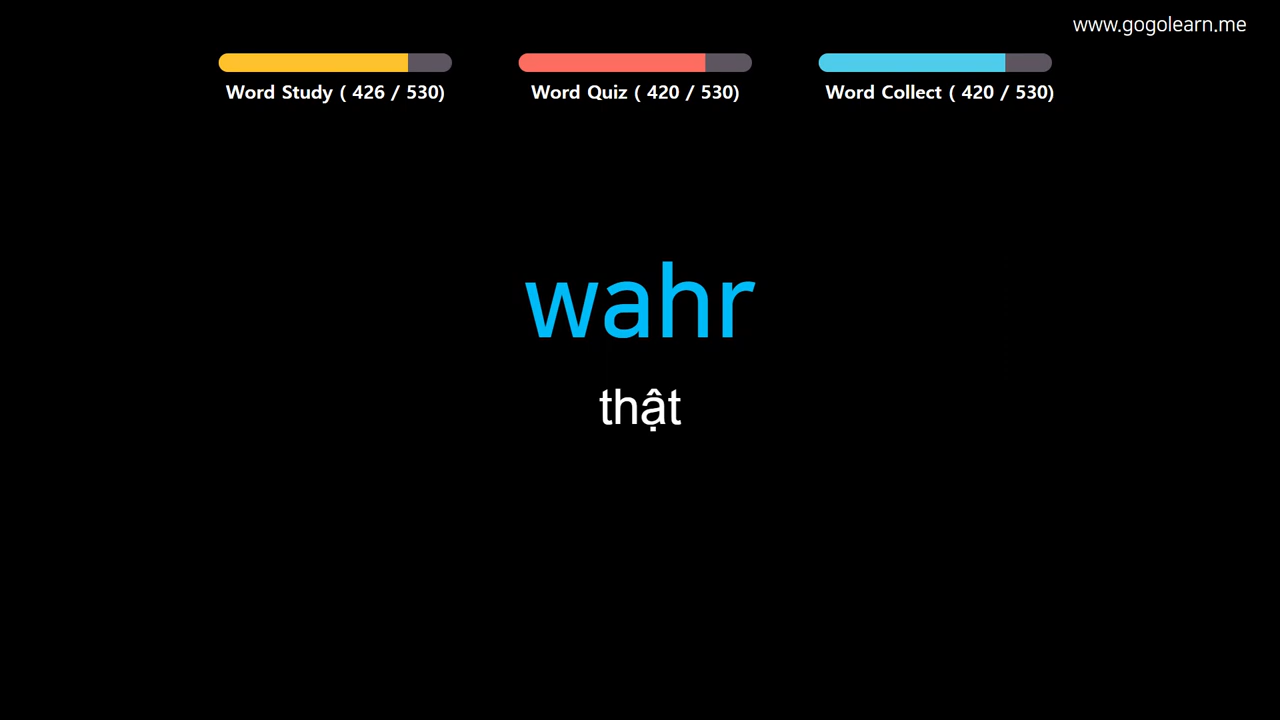 www.gogolearn.me
Word Study ( 426 / 530)
Word Quiz ( 420 / 530)
Word Collect ( 420 / 530)
wahr
thật